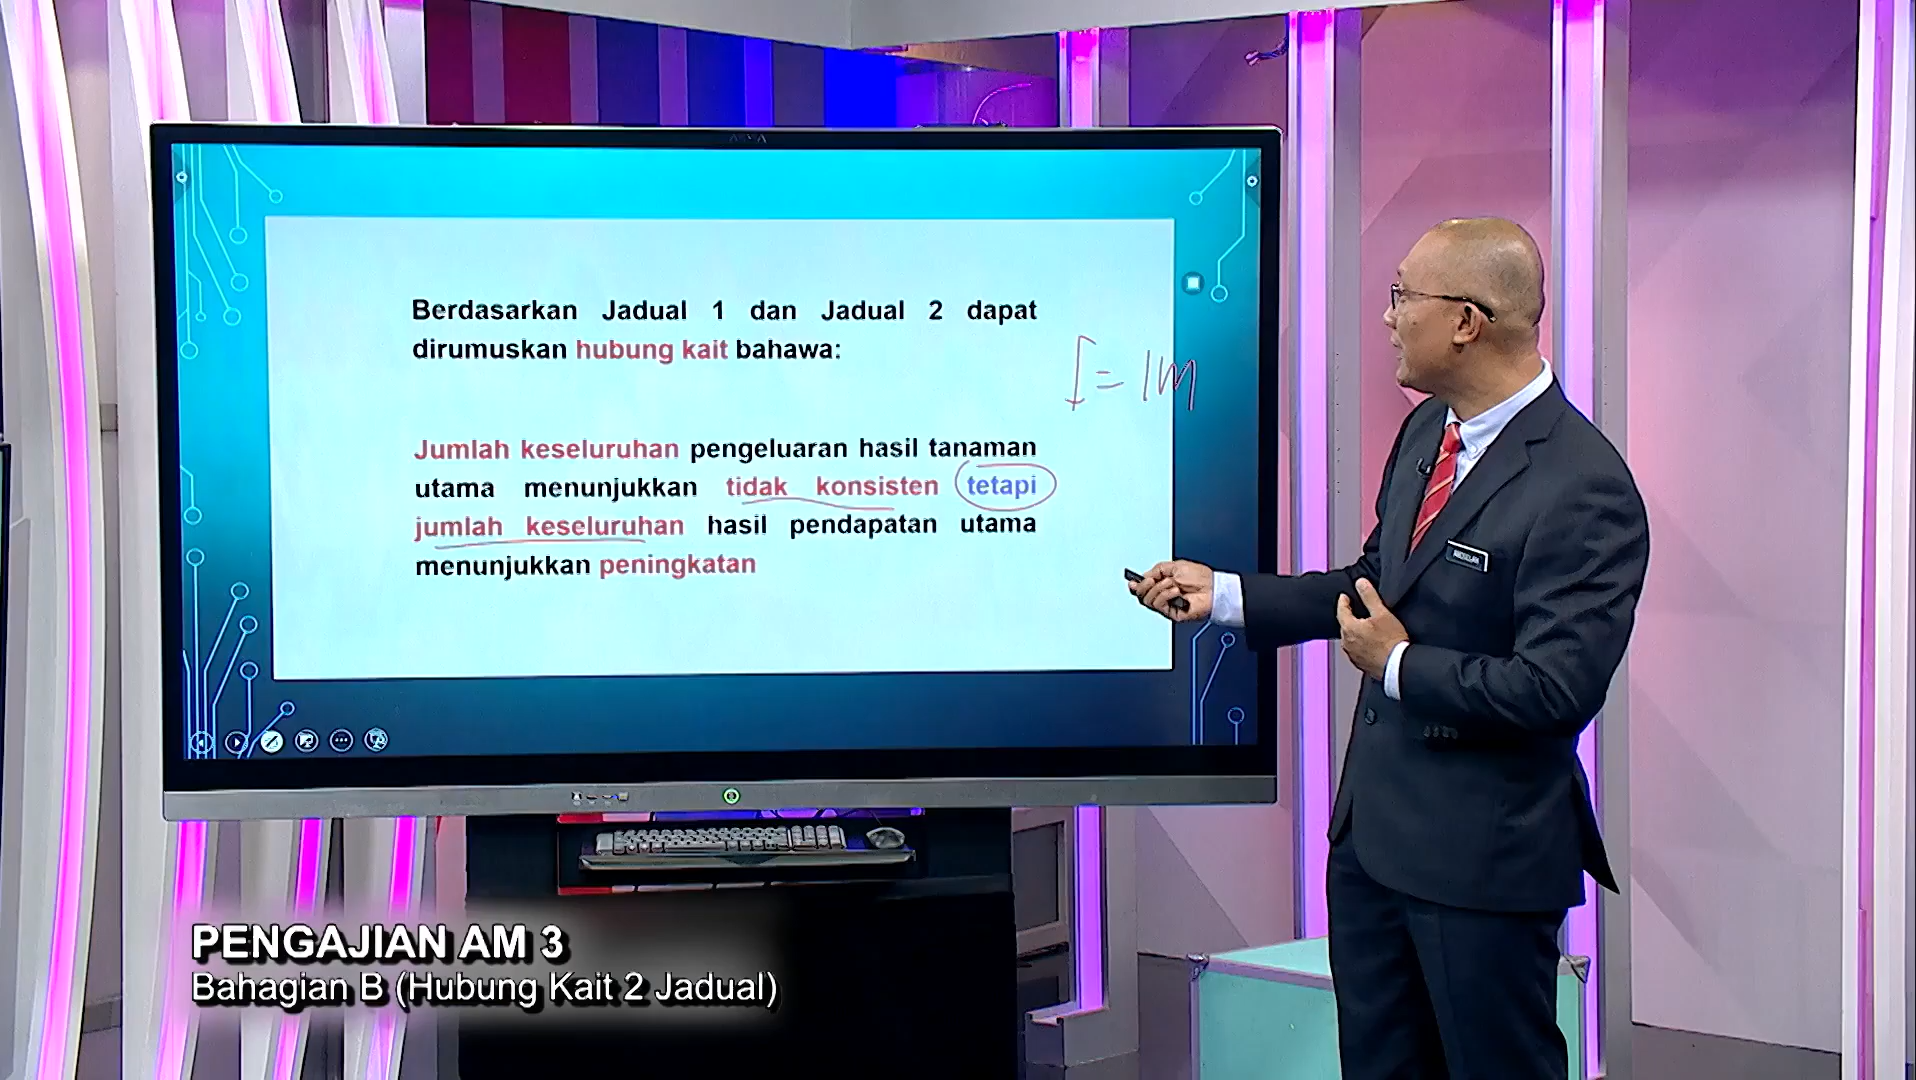 Berdasarkan Jadual 1 dan Jadual 2 dapat
dirumuskan hubung kait bahawa:
= 1M
Jumlah keseluruhan pengeluaran hasil tanaman
utama menunjukkan tidak konsisten tetapi
jumlah keseluruhan hasil pendapatan utama
menunjukkan peningkatan
PENGAJIAN AM 3
Bahagian B (Hubung Kait 2 Jadual)